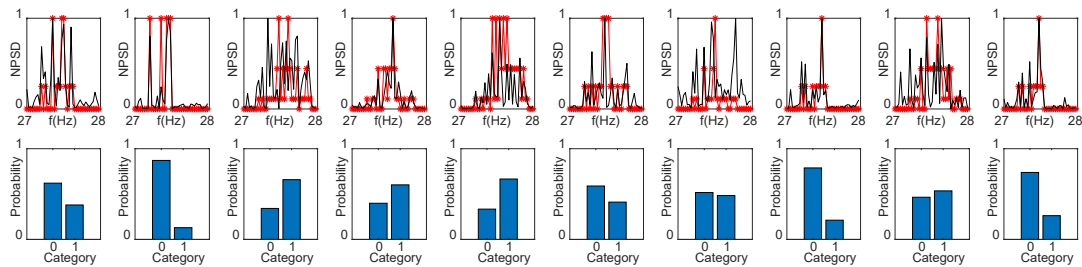 1 1 1 1 1 1 1 1 1 1
NPSD NPSD NPSD NPSD NPSD NPSD NPSD NPSD NPSD NPSD
0 0 0 0 0 0 0 0 0 0
27 28 27 28 27 28 27 28 27 28 27 28 27 28 27 28 27 28 27 28
f(Hz) f(Hz) f(Hz) f(Hz) f(Hz) f(Hz) f(Hz) f(Hz) f(Hz) f(Hz)
1 1 1 1 1 1 1 1 1 1
Probability Probability Probability Probability Probability Probability Probability Probability Probability Probability
0 0 0 0 0 0 0 0 0 0
0 1 0 1 0 1 0 1 0 1 0 1 0 1 0 1 0 1 0 1
Category Category Category Category Category Category Category Category Category Category